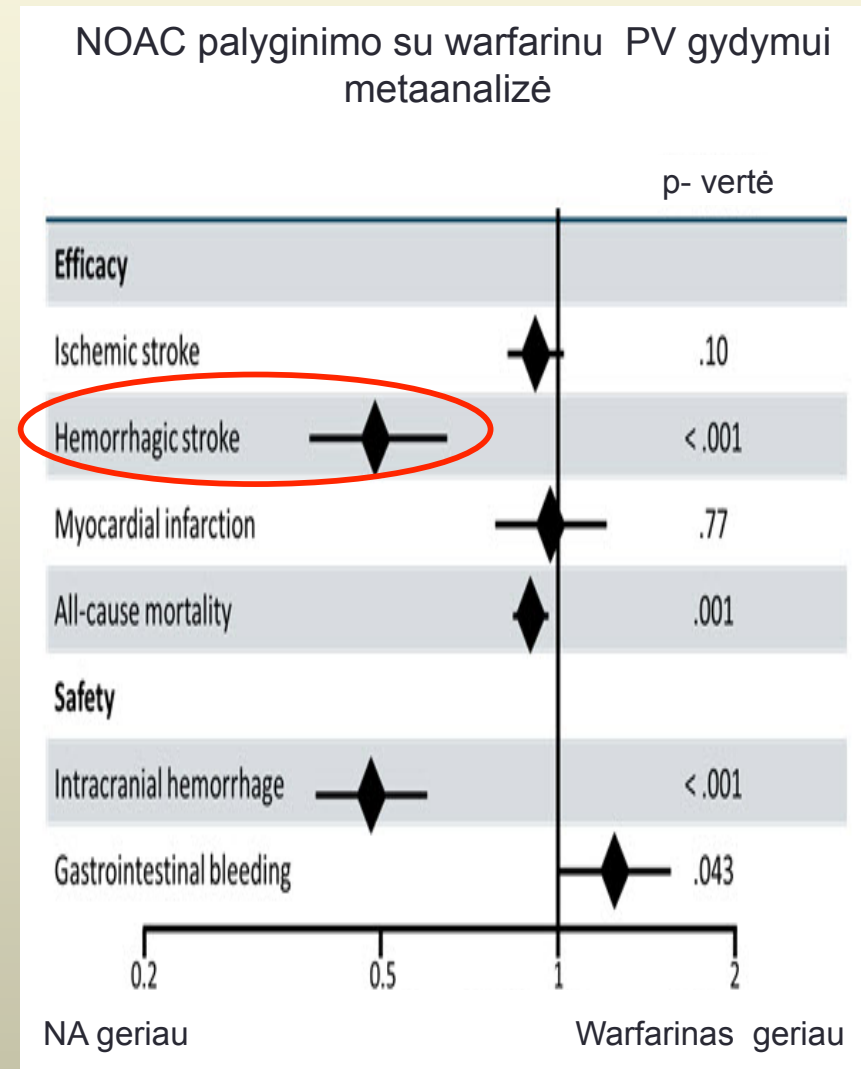 NOAC palyginimo su warfarinu PV gydymui
metaanalizė
p- vertė
Efficacy
Ischemic stroke .10
Hemorrhagic stroke < .001
Myocardial infarction .77
All-cause mortality .001
Safety
Intracranial hemorrhage < .001
Gastrointestinal bleeding .043
0.2 0.5 1 2
NA geriau Warfarinas geriau